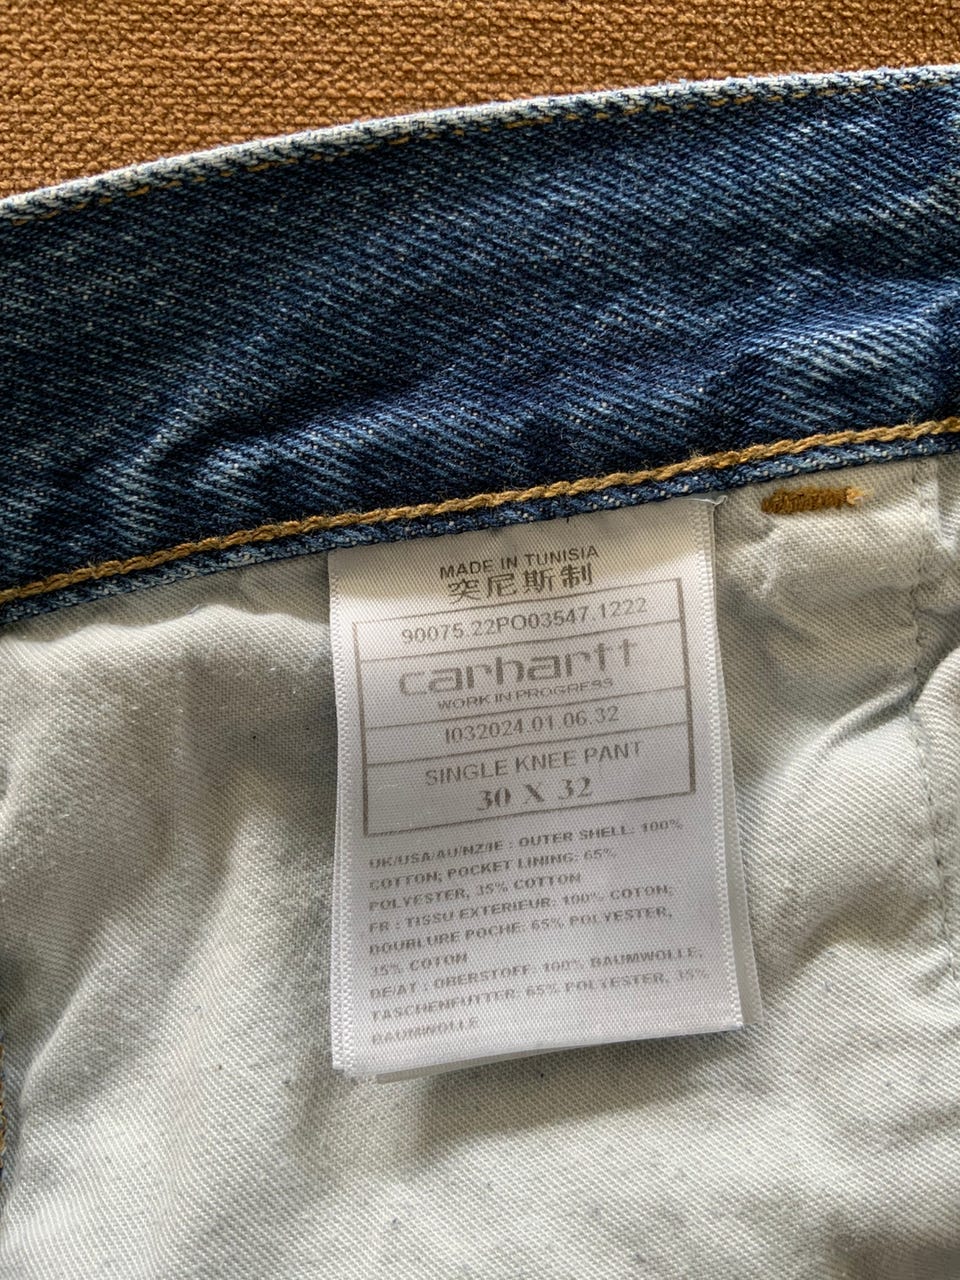 MADE IN TUNISIA
突尼斯制
90075.22PO03547.1222
carhartt
WORK IN PROGRESS
I032024.01.06.32
SINGLE KNEE PANT
30 X 32
UK/USA/AU/NZ/IE : OUTER SHELL: 100%
COTTON; POCKET LINING: 65%
POLYESTER, 35% COTTON
FR : TISSU EXTERIEUR: 100% COTON;
DOUBLURE POCHE: 65% POLYESTER,
35% COTON
DE/AT : OBERSTOFF: 100% BAUMWOLLE;
TASCHENFUTTER: 65% POLYESTER, 35%
BAUMWOLLE